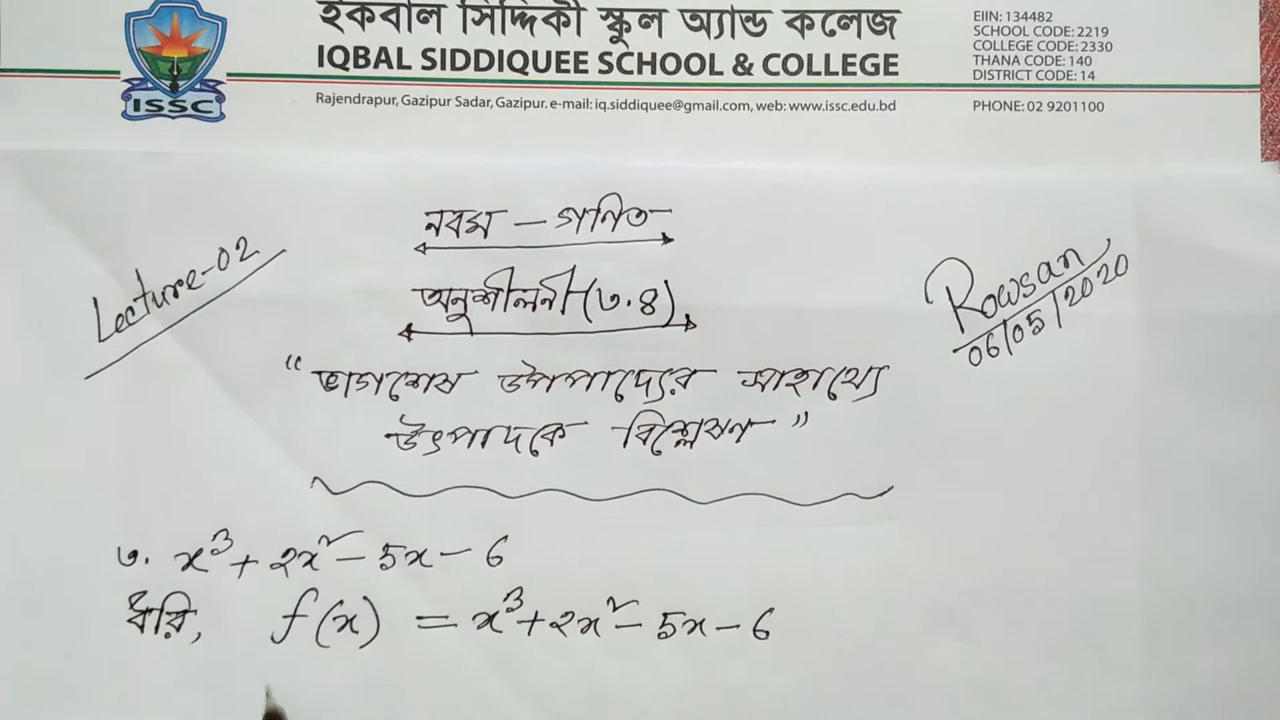 ইকবাল সিদ্দিকী স্কুল অ্যান্ড কলেজ
IQBAL SIDDIQUEE SCHOOL & COLLEGE
Rajendrapur, Gazipur Sadar, Gazipur. e-mail: iq.siddiquee@gmail.com, web: www.issc.edu.bd
ISSC
EIIN: 134482
SCHOOL CODE: 2219
COLLEGE CODE: 2330
THANA CODE: 140
DISTRICT CODE: 14
PHONE: 02 9201100
Lecture-02
নবম - গণিত
অনুশীলনী (৩.৪)
Rowsan
06/05/2020
"ভাগশেষ উপপাদ্যের সাহায্যে
উৎপাদকে বিশ্লেষণ"
৩. x³ + 2x² - 5x - 6
ধরি, f(x) = x³ + 2x² - 5x - 6